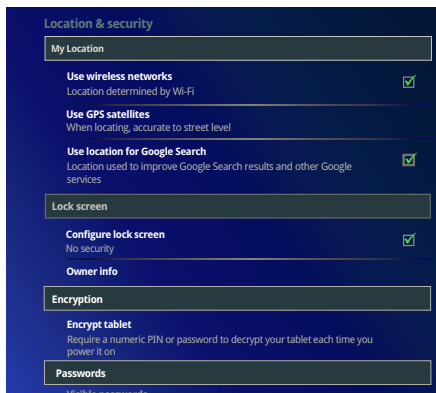 Location & security
My Location
Use wireless networks
Location determined by Wi-Fi
Use GPS satellites
When locating, accurate to street level
Use location for Google Search
Location used to improve Google Search results and other Google
services
Lock screen
Configure lock screen
No security
Owner info
Encryption
Encrypt tablet
Require a numeric PIN or password to decrypt your tablet each time you
power it on
Passwords
Visible passwords